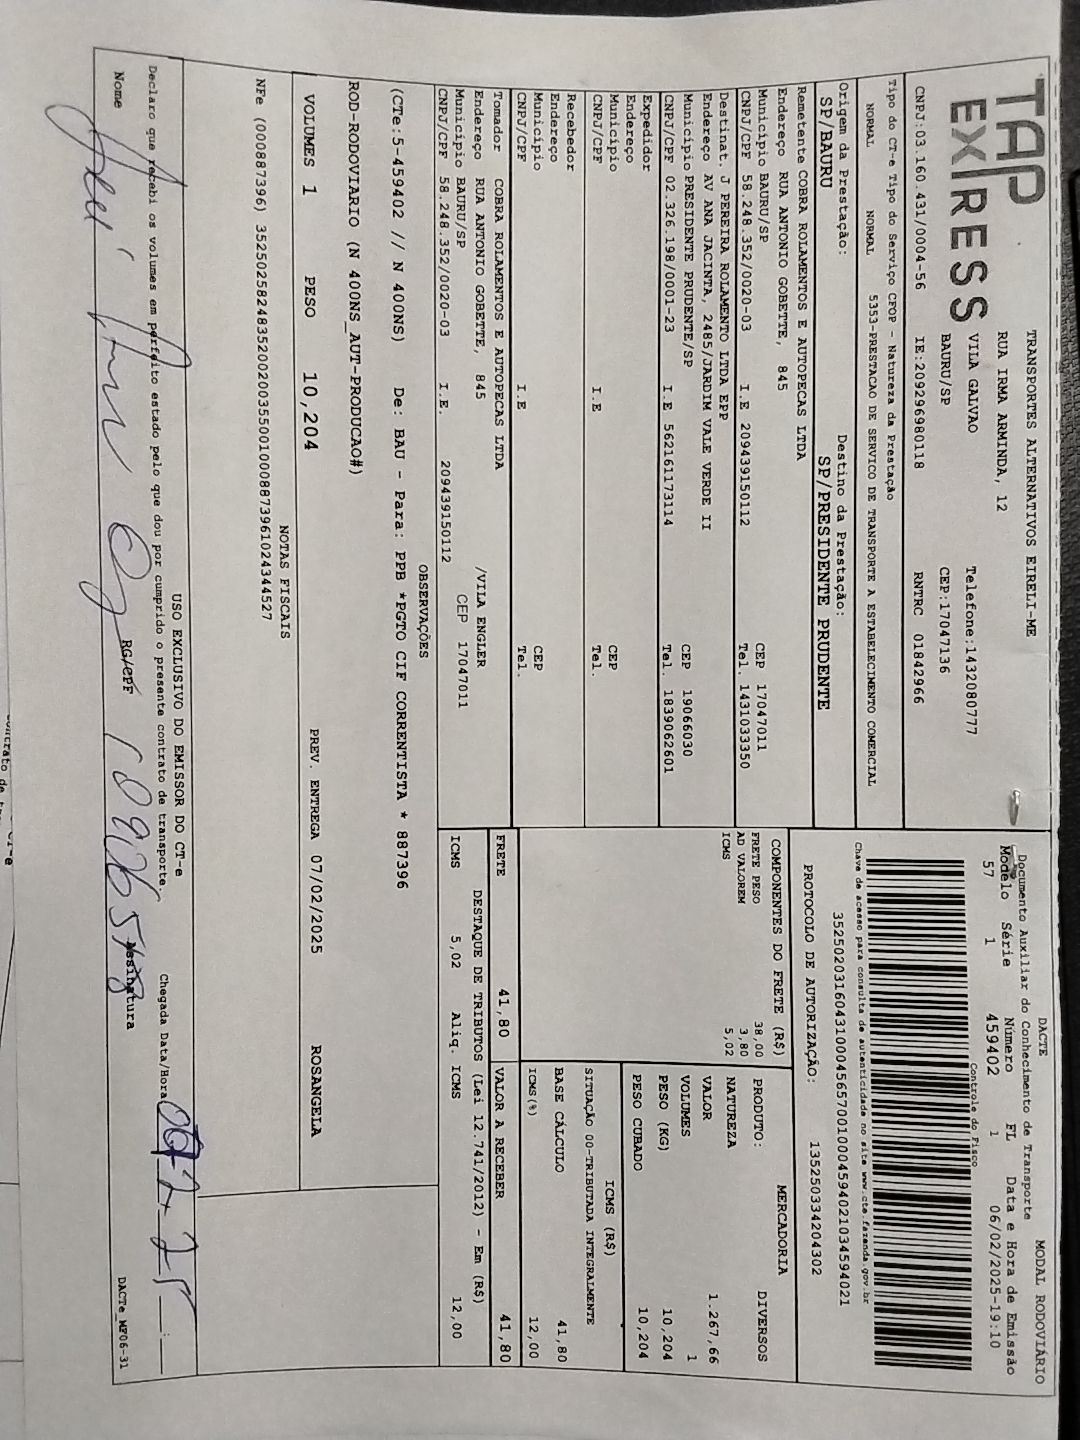 TAP
EXPRESS
TRANSPORTES ALTERNATIVOS EIRELI-ME
RUA IRMA ARMINDA, 12
VILA GALVAO Telefone:1432080777
BAURU/SP CEP:17047136
CNPJ:03.160.431/0004-56 IE:209296980118 RNTRC 01842966
DACTE MODAL RODOVIÁRIO
Documento Auxiliar do Conhecimento de Transporte
Modelo Série Número FL Data e Hora de Emissão
57 1 459402 1 06/02/2025-19:10
Controle do Fisco
Chave de acesso para consulta de autenticidade no site www.cte.fazenda.gov.br
35250203160431000456570010004594021034594021
PROTOCOLO DE AUTORIZAÇÃO: 135250334204302
Tipo do CT-e Tipo do Serviço CFOP - Natureza da Prestação
NORMAL NORMAL 5353-PRESTACAO DE SERVICO DE TRANSPORTE A ESTABELECIMENTO COMERCIAL
Origem da Prestação: Destino da Prestação:
SP/BAURU SP/PRESIDENTE PRUDENTE
Remetente COBRA ROLAMENTOS E AUTOPECAS LTDA
Endereço RUA ANTONIO GOBETTE, 845
Município BAURU/SP CEP 17047011
CNPJ/CPF 58.248.352/0020-03 I.E 209439150112 Tel. 1431033350
Destinat. J PEREIRA ROLAMENTO LTDA EPP
Endereço AV ANA JACINTA, 2485/JARDIM VALE VERDE II
Município PRESIDENTE PRUDENTE/SP CEP 19066030
CNPJ/CPF 02.326.198/0001-23 I.E 562161173114 Tel. 1839062601
Expedidor
Endereço
Município CEP
CNPJ/CPF I.E Tel.
Recebedor
Endereço
Município CEP
CNPJ/CPF I.E Tel.
Tomador COBRA ROLAMENTOS E AUTOPECAS LTDA
Endereço RUA ANTONIO GOBETTE, 845 /VILA ENGLER
Município BAURU/SP CEP 17047011
CNPJ/CPF 58.248.352/0020-03 I.E. 209439150112
COMPONENTES DO FRETE (R$)
FRETE PESO 38,00
AD VALOREM 3,80
ICMS 5,02
MERCADORIA
PRODUTO: DIVERSOS
NATUREZA
VALOR 1.267,66
VOLUMES 1
PESO (KG) 10,204
PESO CUBADO 10,204
ICMS (R$)
SITUAÇÃO 00-TRIBUTADA INTEGRALMENTE
BASE CÁLCULO 41,80
ICMS(%) 12,00
FRETE 41,80 VALOR A RECEBER 41,80
DESTAQUE DE TRIBUTOS (Lei 12.741/2012) - Em (R$)
ICMS 5,02 Aliq. ICMS 12,00
OBSERVAÇÕES
(CTe:5-459402 // N 400NS) De: BAU - Para: PPB *PGTO CIF CORRENTISTA * 887396
ROD-RODOVIARIO (N 400NS_AUT-PRODUCAO#)
VOLUMES 1 PESO 10,204 PREV. ENTREGA 07/02/2025 ROSANGELA
NOTAS FISCAIS
NFe (000887396) 35250258248352002003550010008873961024344527
USO EXCLUSIVO DO EMISSOR DO CT-e
Declaro que recebi os volumes em perfeito estado pelo que dou por cumprido o presente contrato de transporte.
Chegada Data/Hora
Nome RG/CPF Assinatura
DACTe_MF06-31